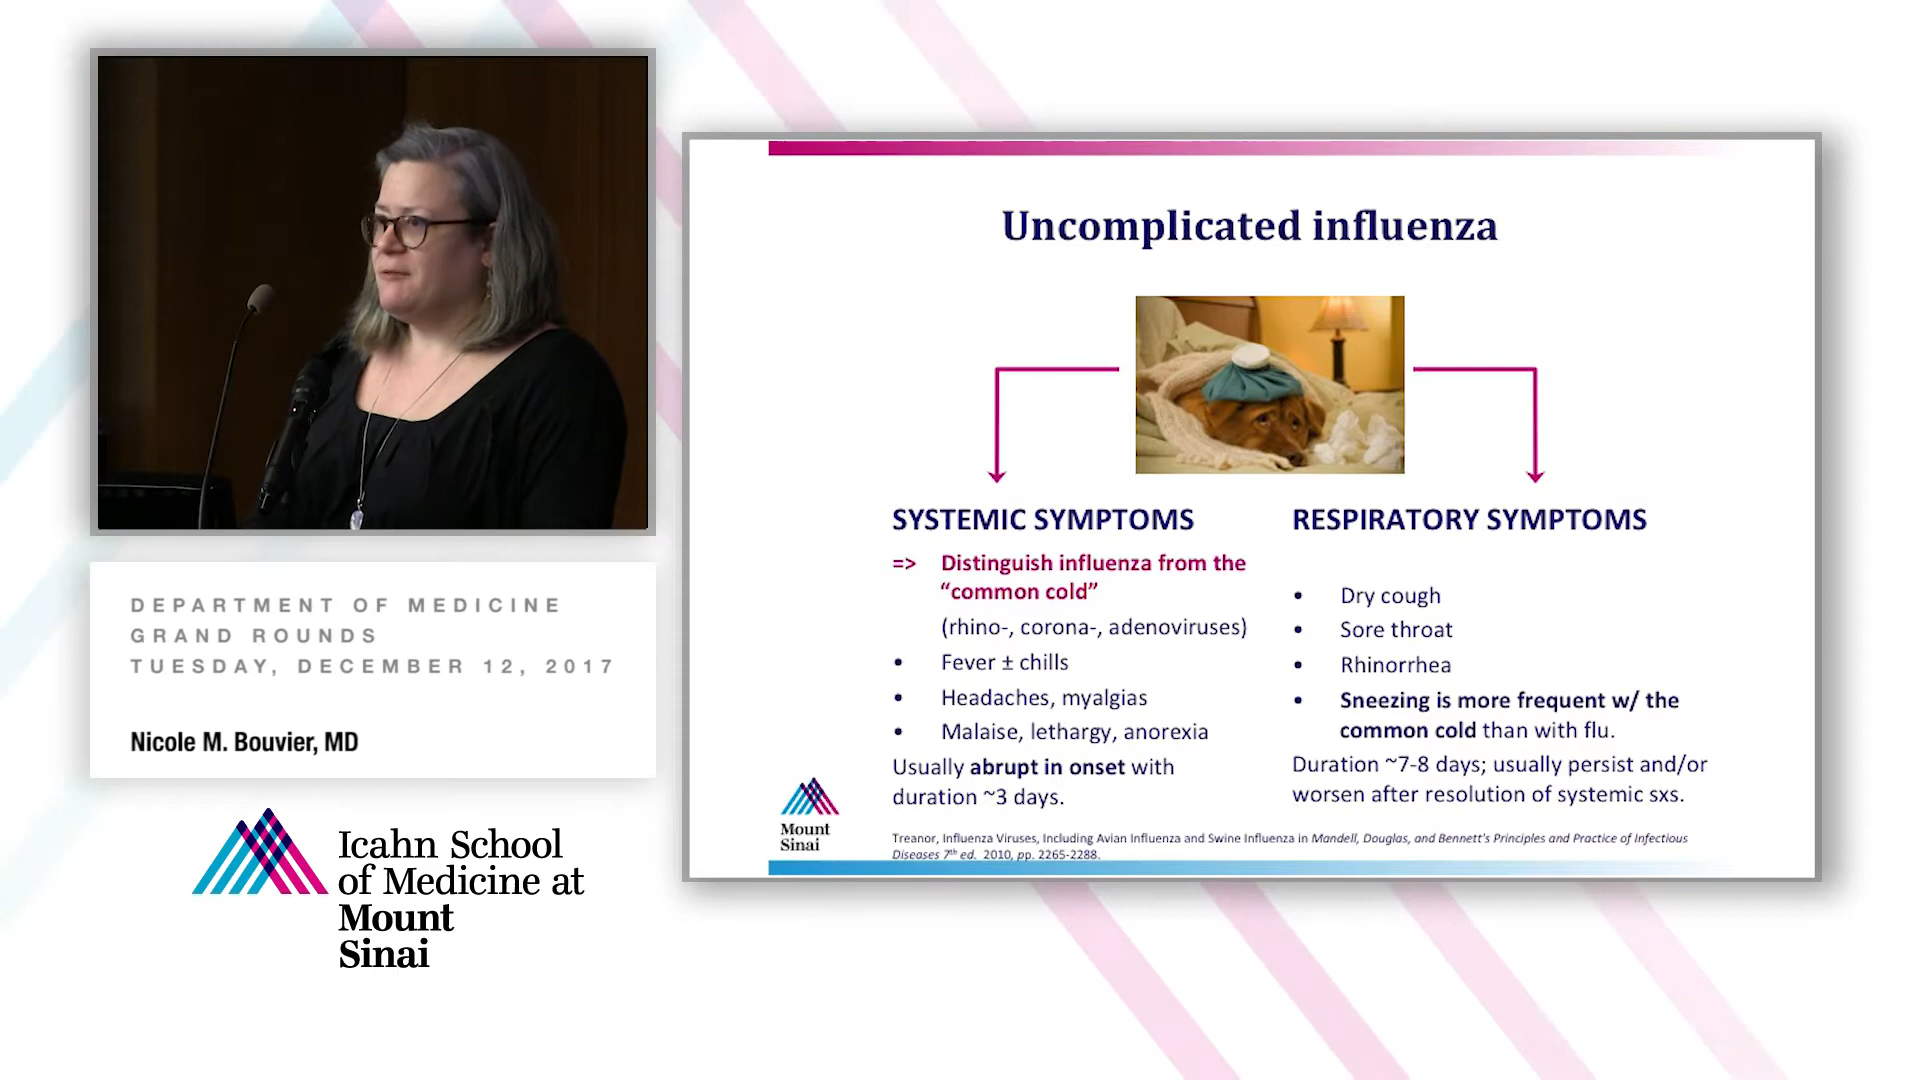 DEPARTMENT OF MEDICINE
GRAND ROUNDS
TUESDAY, DECEMBER 12, 2017
Nicole M. Bouvier, MD
Icahn School
of Medicine at
Mount
Sinai
Uncomplicated influenza
SYSTEMIC SYMPTOMS
=> Distinguish influenza from the
“common cold”
(rhino-, corona-, adenoviruses)
• Fever ± chills
• Headaches, myalgias
• Malaise, lethargy, anorexia
Usually abrupt in onset with
duration ~3 days.
RESPIRATORY SYMPTOMS
• Dry cough
• Sore throat
• Rhinorrhea
• Sneezing is more frequent w/ the
common cold than with flu.
Duration ~7-8 days; usually persist and/or
worsen after resolution of systemic sxs.
Mount
Sinai
Treanor, Influenza Viruses, Including Avian Influenza and Swine Influenza in Mandell, Douglas, and Bennett's Principles and Practice of Infectious
Diseases 7th ed. 2010, pp. 2265-2288.